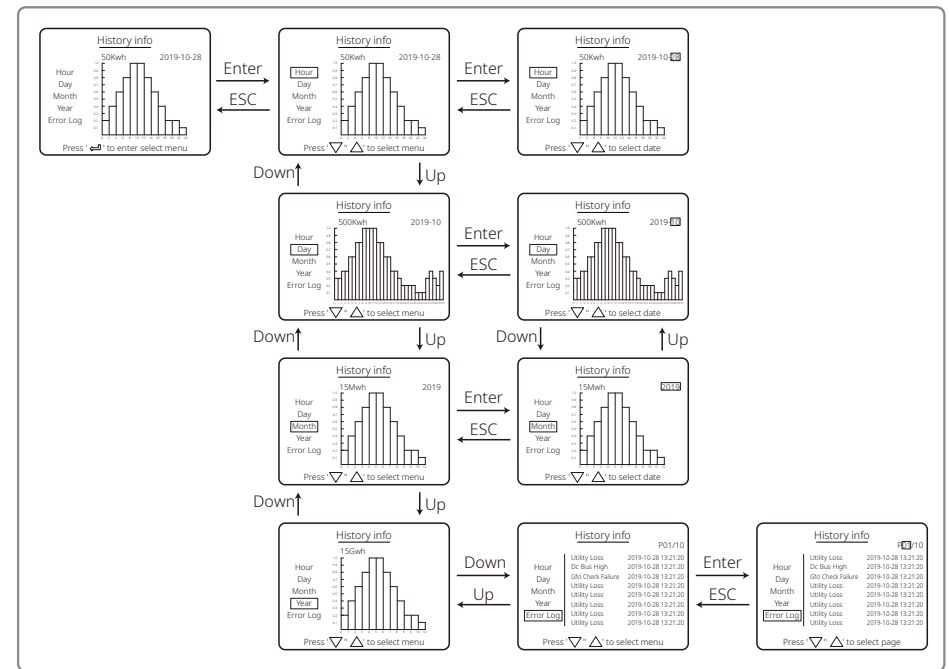 History info
50Kwh 2019-10-28
Hour
Day
Month
Year
Error Log
Press ' ' to enter select menu
Enter
ESC
History info
50Kwh 2019-10-28
Hour
Day
Month
Year
Error Log
Press ' '' ' to select menu
Enter
ESC
History info
50Kwh 2019-10-28
Hour
Day
Month
Year
Error Log
Press ' '' ' to select date
Down Up
History info
500Kwh 2019-10
Hour
Day
Month
Year
Error Log
Press ' '' ' to select menu
Enter
ESC
History info
500Kwh 2019-10
Hour
Day
Month
Year
Error Log
Press ' '' ' to select date
Down Up
Down Up
History info
15Mwh 2019
Hour
Day
Month
Year
Error Log
Press ' '' ' to select menu
Enter
ESC
History info
15Mwh 2019
Hour
Day
Month
Year
Error Log
Press ' '' ' to select date
Down Up
History info
15Gwh
Hour
Day
Month
Year
Error Log
Press ' '' ' to select menu
Down
Up
History info
P01/10
Hour
Day
Month
Year
Error Log
Utility Loss 2019-10-28 13:21:20
Dc Bus High 2019-10-28 13:21:20
Gfci Check Failure 2019-10-28 13:21:20
Utility Loss 2019-10-28 13:21:20
Utility Loss 2019-10-28 13:21:20
Utility Loss 2019-10-28 13:21:20
Utility Loss 2019-10-28 13:21:20
Utility Loss 2019-10-28 13:21:20
Press ' '' ' to select menu
Enter
ESC
History info
P01/10
Hour
Day
Month
Year
Error Log
Utility Loss 2019-10-28 13:21:20
Dc Bus High 2019-10-28 13:21:20
Gfci Check Failure 2019-10-28 13:21:20
Utility Loss 2019-10-28 13:21:20
Utility Loss 2019-10-28 13:21:20
Utility Loss 2019-10-28 13:21:20
Utility Loss 2019-10-28 13:21:20
Utility Loss 2019-10-28 13:21:20
Press ' '' ' to select page